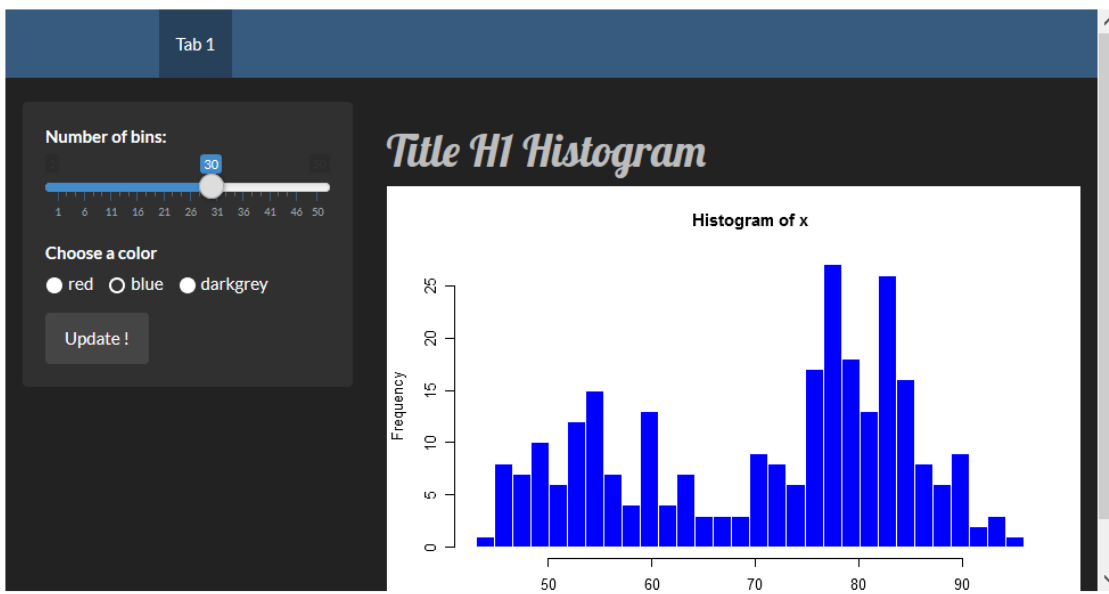 Tab 1
Number of bins:
30
1 6 11 16 21 26 31 36 41 46 50
Choose a color
red blue darkgrey
Update !
Title H1 Histogram
Histogram of x
Frequency
25
20
15
10
5
0
50 60 70 80 90